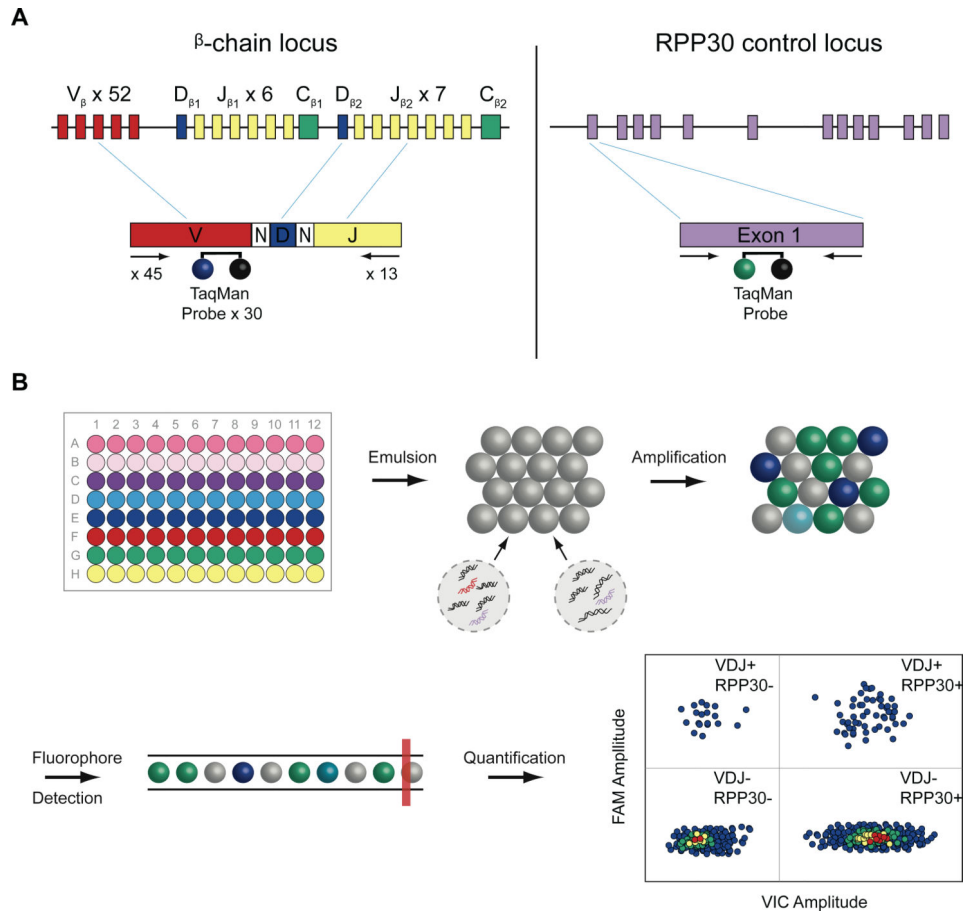 A
β-chain locus
RPP30 control locus
Vβ x 52
Dβ1
Jβ1 x 6
Cβ1
Dβ2
Jβ2 x 7
Cβ2
V
N
D
N
J
Exon 1
x 45
x 13
TaqMan
Probe x 30
TaqMan
Probe
B
1 2 3 4 5 6 7 8 9 10 11 12
A
B
C
D
E
F
G
H
Emulsion
Amplification
Fluorophore
Detection
Quantification
FAM Ampllitude
VDJ+
RPP30-
VDJ+
RPP30+
VDJ-
RPP30-
VDJ-
RPP30+
VIC Amplitude